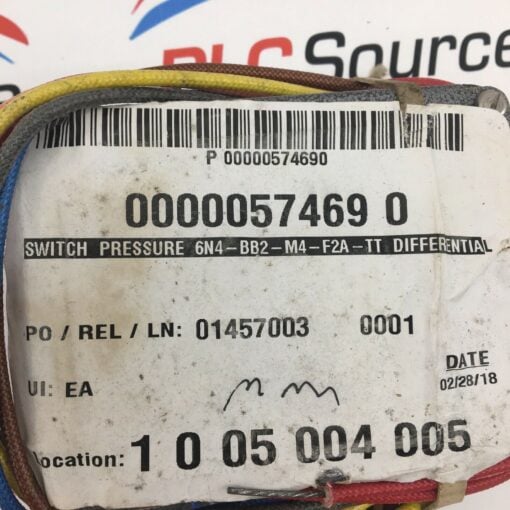 PLC Source
P 00000574690
0000057469 0
SWITCH PRESSURE 6N4-BB2-M4-F2A-TT DIFFERENTIAL
PO / REL / LN: 01457003 0001
DATE
UI: EA
02/28/18
Location: 1 0 05 004 005